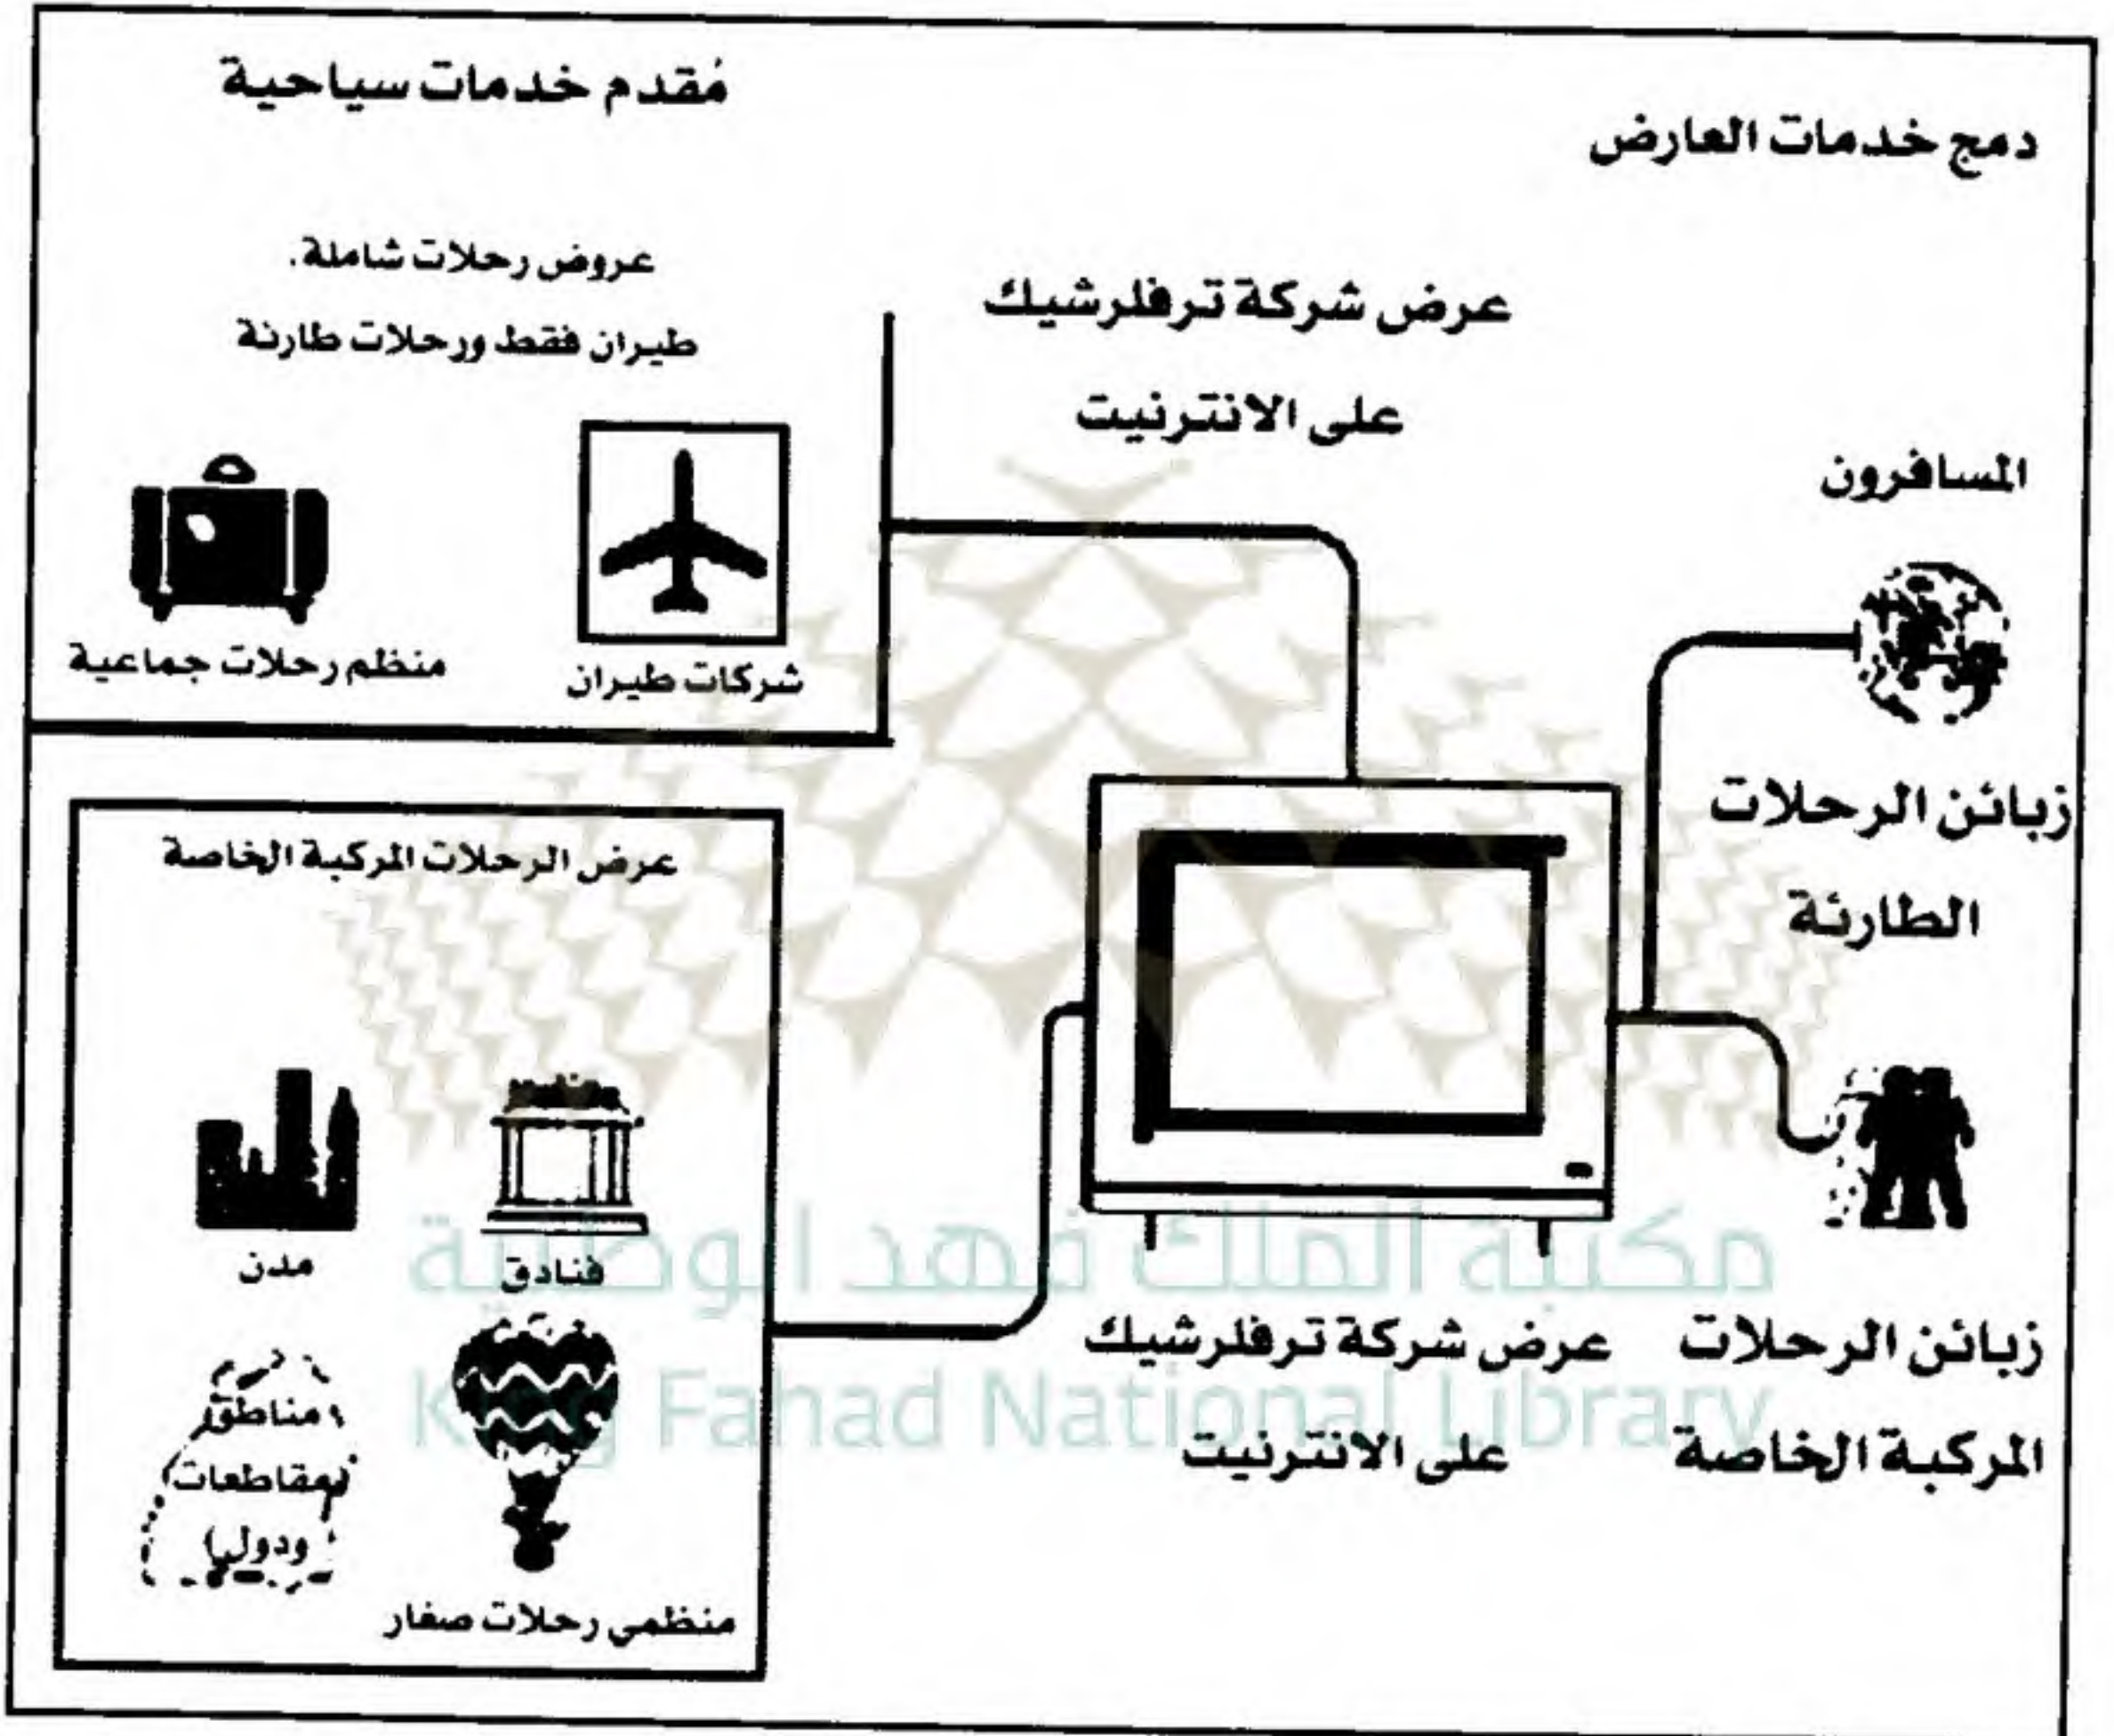 مُقدم خدمات سياحية
دمج خدمات العارض
عروض رحلات شاملة.
طيران فقط ورحلات طارئة
عرض شركة ترفلرشيك
على الانترنيت
المسافرون
منظم رحلات جماعية
شركات طيران
زبائن الرحلات
الطارئة
عرض الرحلات المركبة الخاصة
مدن
فنادق
مناطق
مقاطعات
ودول
منظمي رحلات صغار
عرض شركة ترفلرشيك
على الانترنيت
زبائن الرحلات
المركبة الخاصة
مكتبة الملك فهد الوطنية
King Fahad National Library